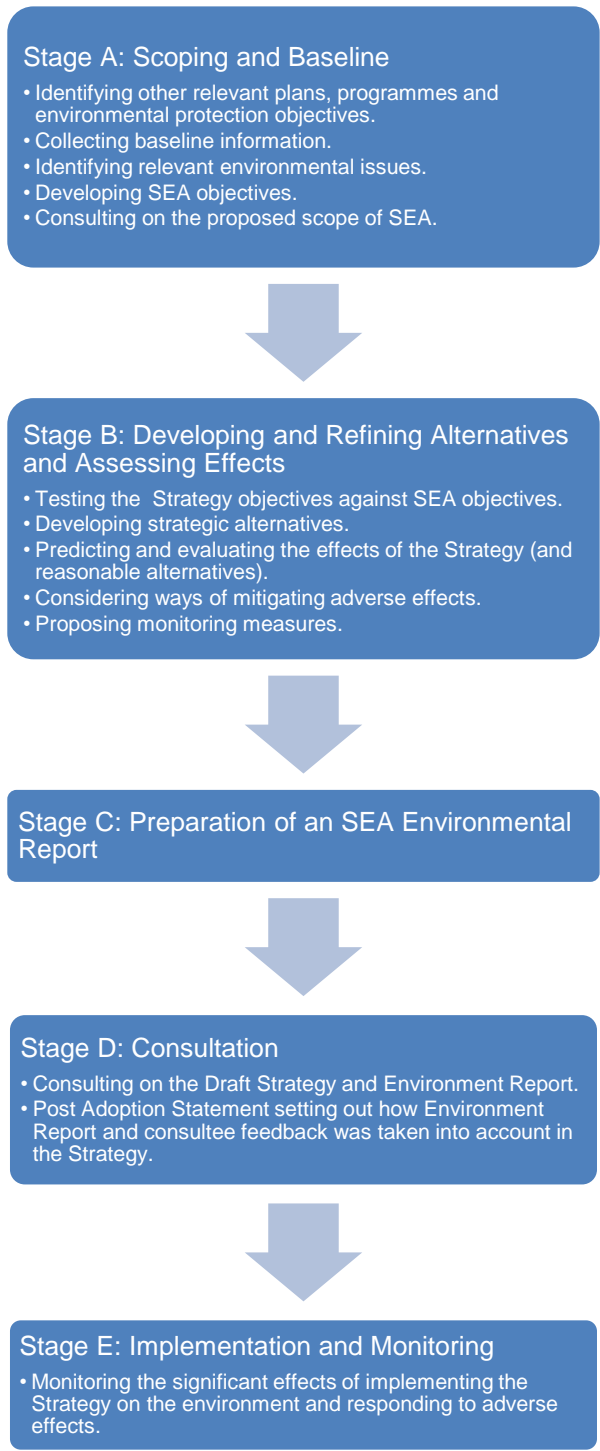 Stage A: Scoping and Baseline
• Identifying other relevant plans, programmes and
environmental protection objectives.
• Collecting baseline information.
• Identifying relevant environmental issues.
• Developing SEA objectives.
• Consulting on the proposed scope of SEA.
Stage B: Developing and Refining Alternatives
and Assessing Effects
• Testing the Strategy objectives against SEA objectives.
• Developing strategic alternatives.
• Predicting and evaluating the effects of the Strategy (and
reasonable alternatives).
• Considering ways of mitigating adverse effects.
• Proposing monitoring measures.
Stage C: Preparation of an SEA Environmental
Report
Stage D: Consultation
• Consulting on the Draft Strategy and Environment Report.
• Post Adoption Statement setting out how Environment
Report and consultee feedback was taken into account in
the Strategy.
Stage E: Implementation and Monitoring
• Monitoring the significant effects of implementing the
Strategy on the environment and responding to adverse
effects.